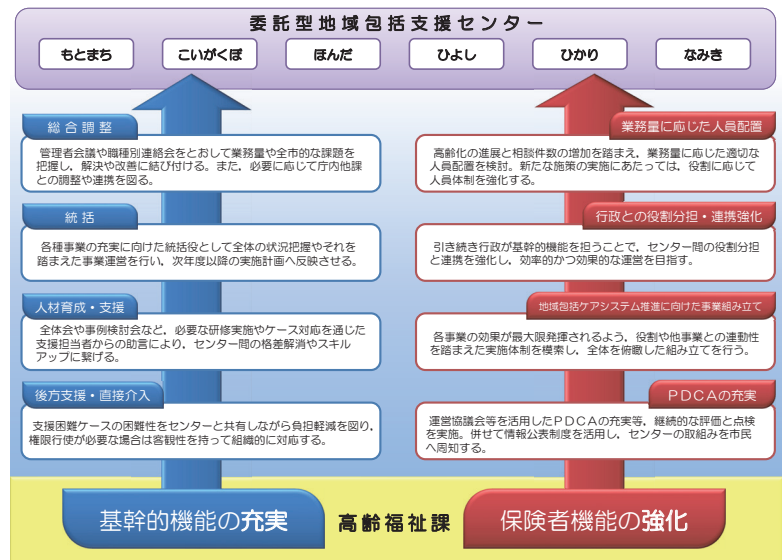 委託型地域包括支援センター
もとまち
こいがくぼ
ほんだ
ひよし
ひかり
なみき
総合調整
管理者会議や職種別連絡会をとおして業務量や全市的な課題を
把握し，解決や改善に結び付ける。また，必要に応じて庁内他課
との調整や連携を図る。
統括
各種事業の充実に向けた統括役として全体の状況把握やそれを
踏まえた事業運営を行い，次年度以降の実施計画へ反映させる。
人材育成・支援
全体会や事例検討会など，必要な研修実施やケース対応を通じた
支援担当者からの助言により，センター間の格差解消やスキル
アップに繋げる。
後方支援・直接介入
支援困難ケースの困難性をセンターと共有しながら負担軽減を図り，
権限行使が必要な場合は客観性を持って組織的に対応する。
業務量に応じた人員配置
高齢化の進展と相談件数の増加を踏まえ，業務量に応じた適切な
人員配置を検討。新たな施策の実施にあたっては，役割に応じて
人員体制を強化する。
行政との役割分担・連携強化
引き続き行政が基幹的機能を担うことで，センター間の役割分担
と連携を強化し，効率的かつ効果的な運営を目指す。
地域包括ケアシステム推進に向けた事業組み立て
各事業の効果が最大限発揮されるよう，役割や他事業との連動性
を踏まえた実施体制を模索し，全体を俯瞰した組み立てを行う。
ＰＤＣＡの充実
運営協議会等を活用したＰＤＣＡの充実等，継続的な評価と点検
を実施。併せて情報公表制度を活用し，センターの取組みを市民
へ周知する。
基幹的機能の充実
高齢福祉課
保険者機能の強化